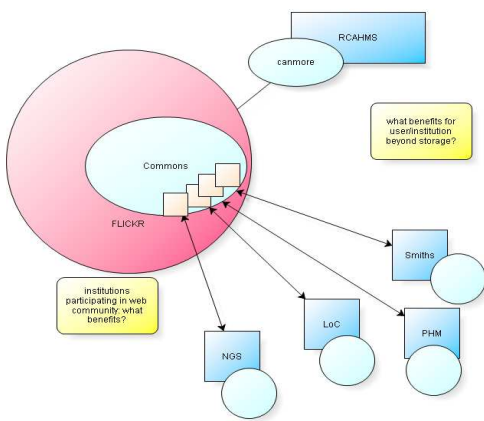 RCAHMS
canmore
what benefits for
user/institution
beyond storage?
Commons
FLICKR
Smiths
institutions
participating in web
community: what
benefits?
LoC
PHM
NGS